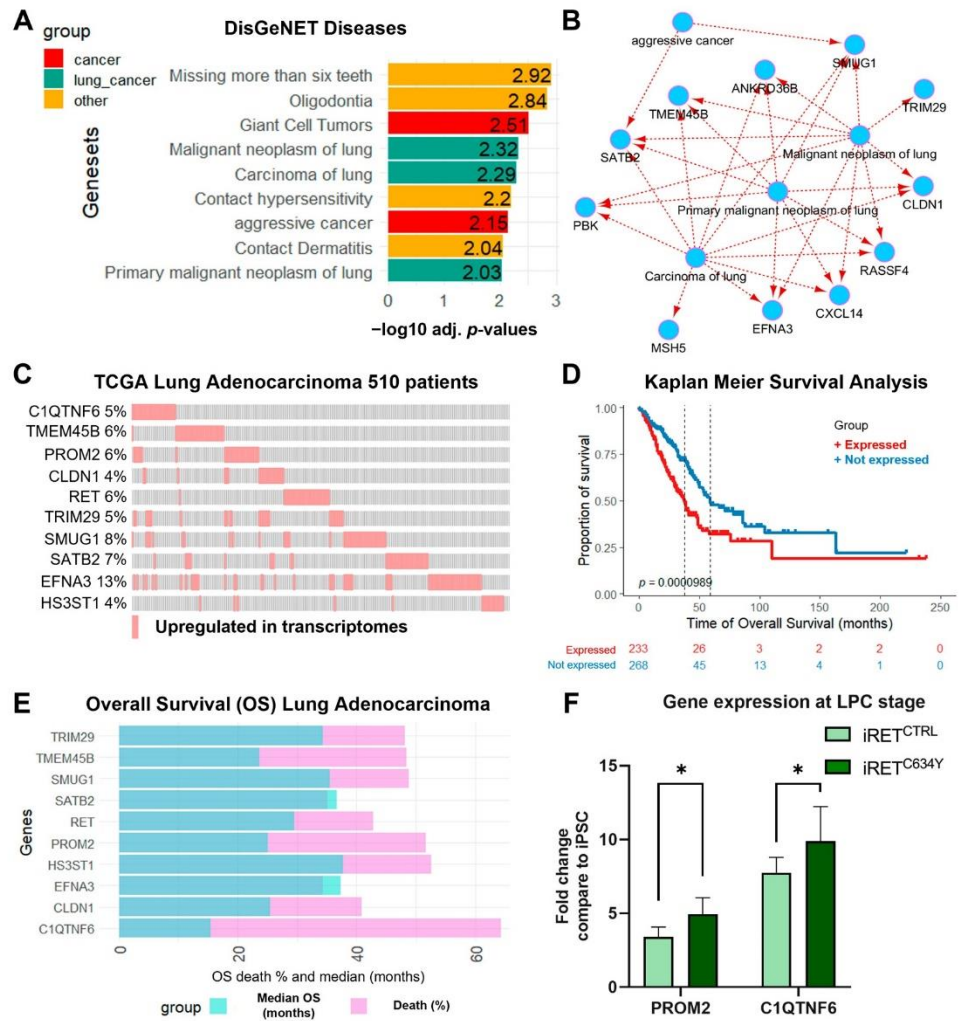 A
DisGeNET Diseases
group
cancer
lung_cancer
other
Genesets
Missing more than six teeth 2.92
Oligodontia 2.84
Giant Cell Tumors 2.51
Malignant neoplasm of lung 2.32
Carcinoma of lung 2.29
Contact hypersensitivity 2.2
aggressive cancer 2.15
Contact Dermatitis 2.04
Primary malignant neoplasm of lung 2.03
0 1 2 3
−log10 adj. p-values
B
aggressive cancer
SMUG1
ANKRD36B
TRIM29
TMEM45B
SATB2
Malignant neoplasm of lung
CLDN1
PBK
Primary malignant neoplasm of lung
RASSF4
Carcinoma of lung
CXCL14
EFNA3
MSH5
C
TCGA Lung Adenocarcinoma 510 patients
C1QTNF6 5%
TMEM45B 6%
PROM2 6%
CLDN1 4%
RET 6%
TRIM29 5%
SMUG1 8%
SATB2 7%
EFNA3 13%
HS3ST1 4%
Upregulated in transcriptomes
D
Kaplan Meier Survival Analysis
Group
+ Expressed
+ Not expressed
Proportion of survival
1.00
0.75
0.50
0.25
0.00
p = 0.0000989
0 50 100 150 200 250
Time of Overall Survival (months)
Expressed 233 26 3 2 2 0
Not expressed 268 45 13 4 1 0
E
Overall Survival (OS) Lung Adenocarcinoma
Genes
TRIM29
TMEM45B
SMUG1
SATB2
RET
PROM2
HS3ST1
EFNA3
CLDN1
C1QTNF6
0 20 40 60
OS death % and median (months)
group
Median OS
(months)
Death (%)
F
Gene expression at LPC stage
iRETCTRL
iRETC634Y
Fold change
compare to iPSC
15
10
5
0
* *
PROM2 C1QTNF6